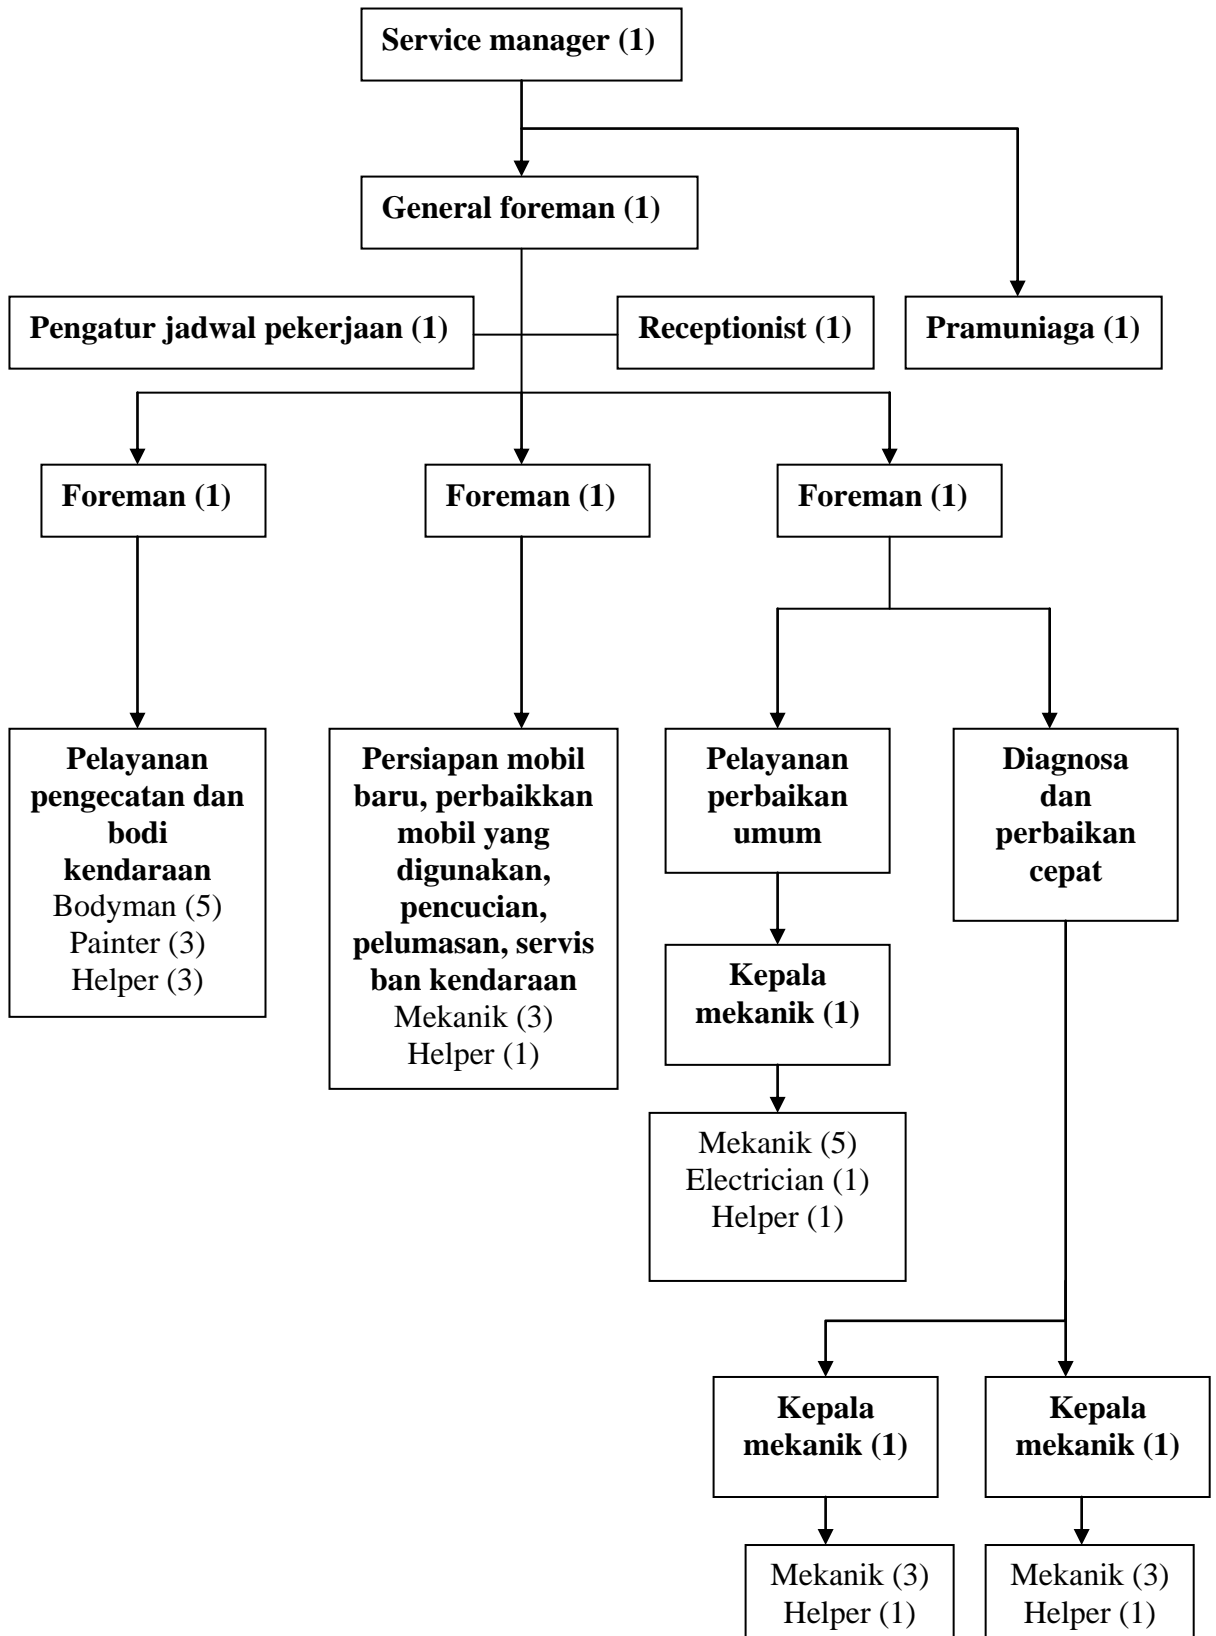 Service manager (1)
General foreman (1)
Pengatur jadwal pekerjaan (1)
Receptionist (1)
Pramuniaga (1)
Foreman (1)
Foreman (1)
Foreman (1)
Pelayanan
pengecatan dan
bodi
kendaraan
Bodyman (5)
Painter (3)
Helper (3)
Persiapan mobil
baru, perbaikkan
mobil yang
digunakan,
pencucian,
pelumasan, servis
ban kendaraan
Mekanik (3)
Helper (1)
Pelayanan
perbaikan
umum
Diagnosa
dan
perbaikan
cepat
Kepala
mekanik (1)
Mekanik (5)
Electrician (1)
Helper (1)
Kepala
mekanik (1)
Kepala
mekanik (1)
Mekanik (3)
Helper (1)
Mekanik (3)
Helper (1)